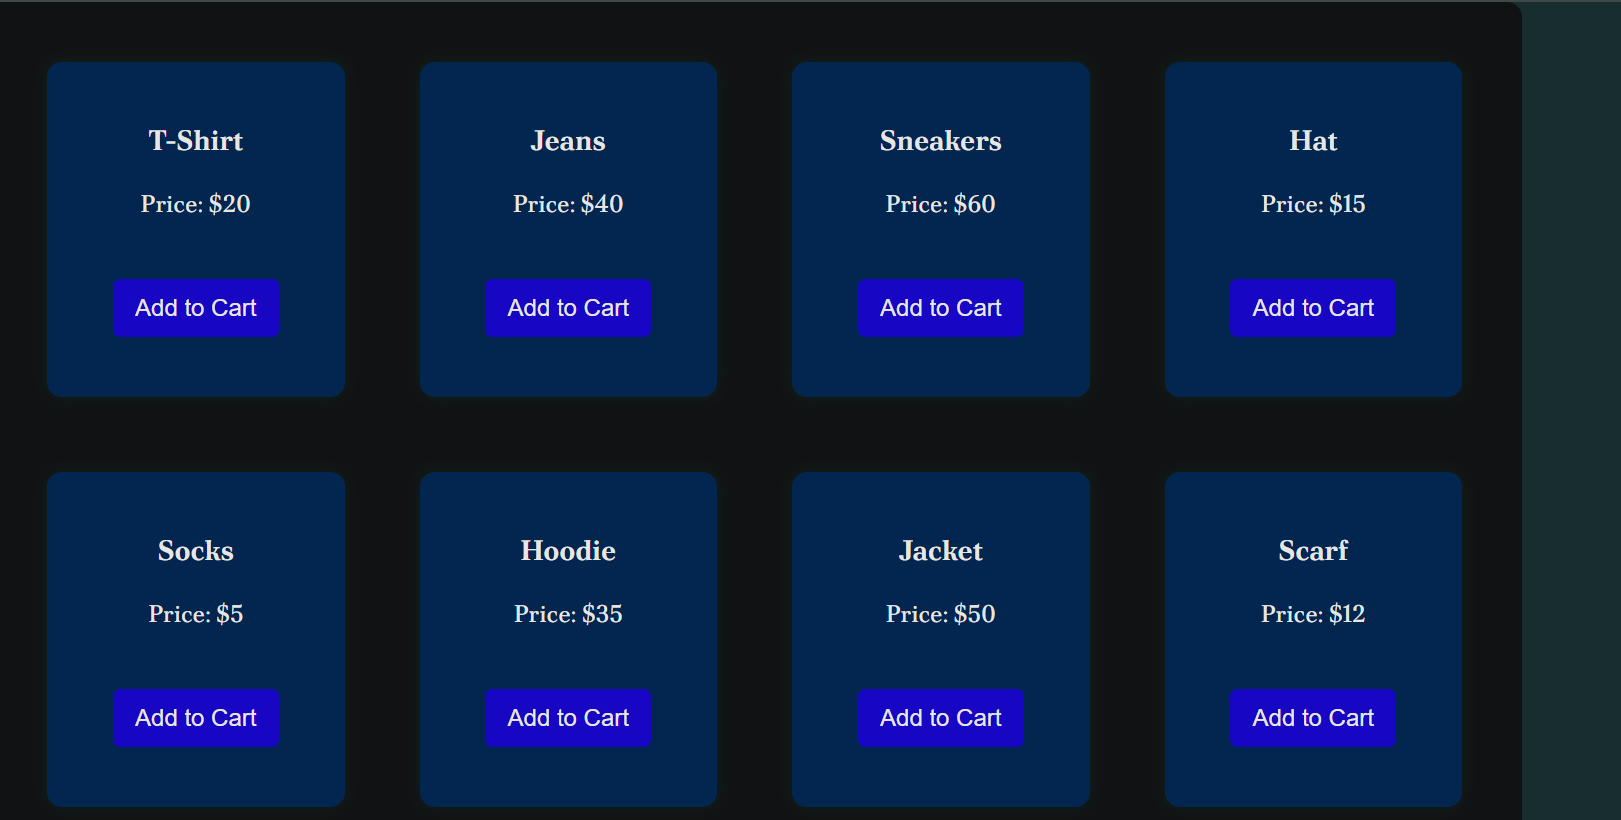 T-Shirt
Price: $20
Add to Cart
Jeans
Price: $40
Add to Cart
Sneakers
Price: $60
Add to Cart
Hat
Price: $15
Add to Cart
Socks
Price: $5
Add to Cart
Hoodie
Price: $35
Add to Cart
Jacket
Price: $50
Add to Cart
Scarf
Price: $12
Add to Cart